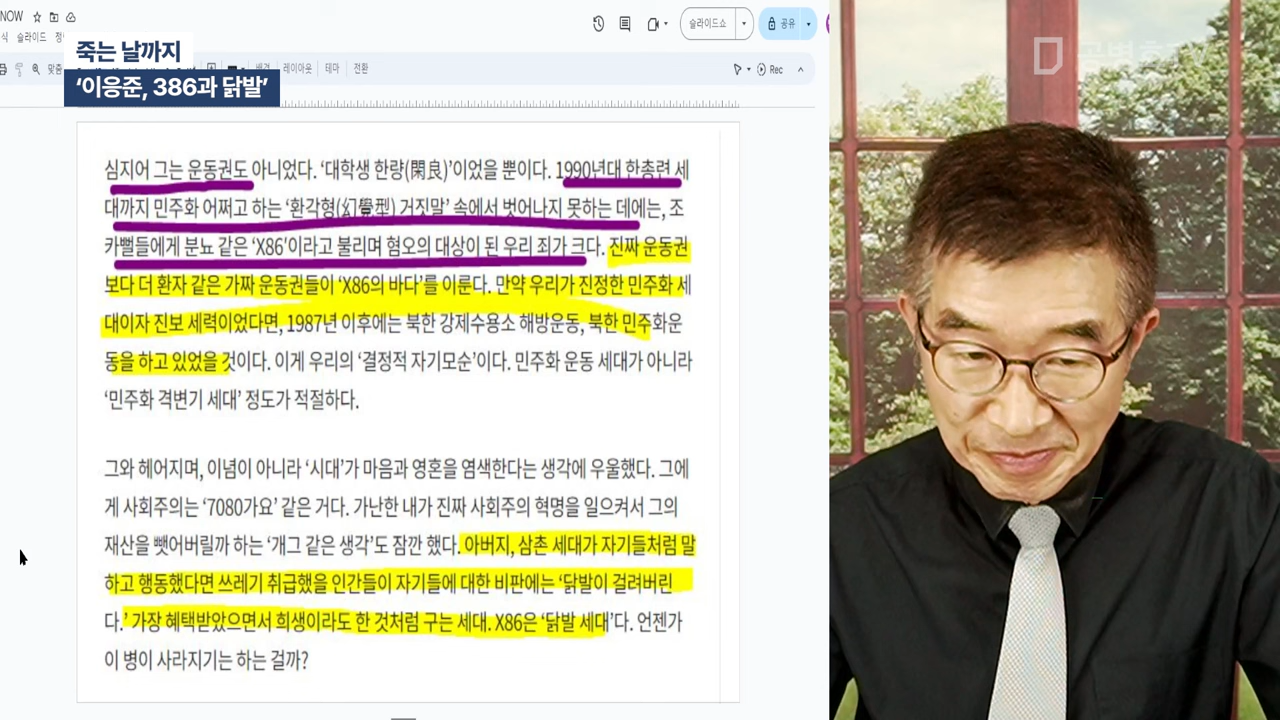 NOW
슬라이드쇼
공유
식 슬라이드
죽는 날까지
‘이응준, 386과 닭발’
맞춤
배경
레이아웃
테마
전환
Rec
공병호TV
심지어 그는 운동권도 아니었다. ‘대학생 한량(閑良)’이었을 뿐이다. 1990년대 한총련 세
대까지 민주화 어쩌고 하는 ‘환각형(幻覺型) 거짓말’ 속에서 벗어나지 못하는 데에는, 조
카뻘들에게 분뇨 같은 ‘X86’이라고 불리며 혐오의 대상이 된 우리 죄가 크다. 진짜 운동권
보다 더 환자 같은 가짜 운동권들이 ‘X86의 바다’를 이룬다. 만약 우리가 진정한 민주화 세
대이자 진보 세력이었다면, 1987년 이후에는 북한 강제수용소 해방운동, 북한 민주화운
동을 하고 있었을 것이다. 이게 우리의 ‘결정적 자기모순’이다. 민주화 운동 세대가 아니라
‘민주화 격변기 세대’ 정도가 적절하다.
그와 헤어지며, 이념이 아니라 ‘시대’가 마음과 영혼을 염색한다는 생각에 우울했다. 그에
게 사회주의는 ‘7080가요’ 같은 거다. 가난한 내가 진짜 사회주의 혁명을 일으켜서 그의
재산을 뺏어버릴까 하는 ‘개그 같은 생각’도 잠깐 했다. 아버지, 삼촌 세대가 자기들처럼 말
하고 행동했다면 쓰레기 취급했을 인간들이 자기들에 대한 비판에는 ‘닭발이 걸려버린
다.’ 가장 혜택받았으면서 희생이라도 한 것처럼 구는 세대. X86은 ‘닭발 세대’다. 언젠가
이 병이 사라지기는 하는 걸까?